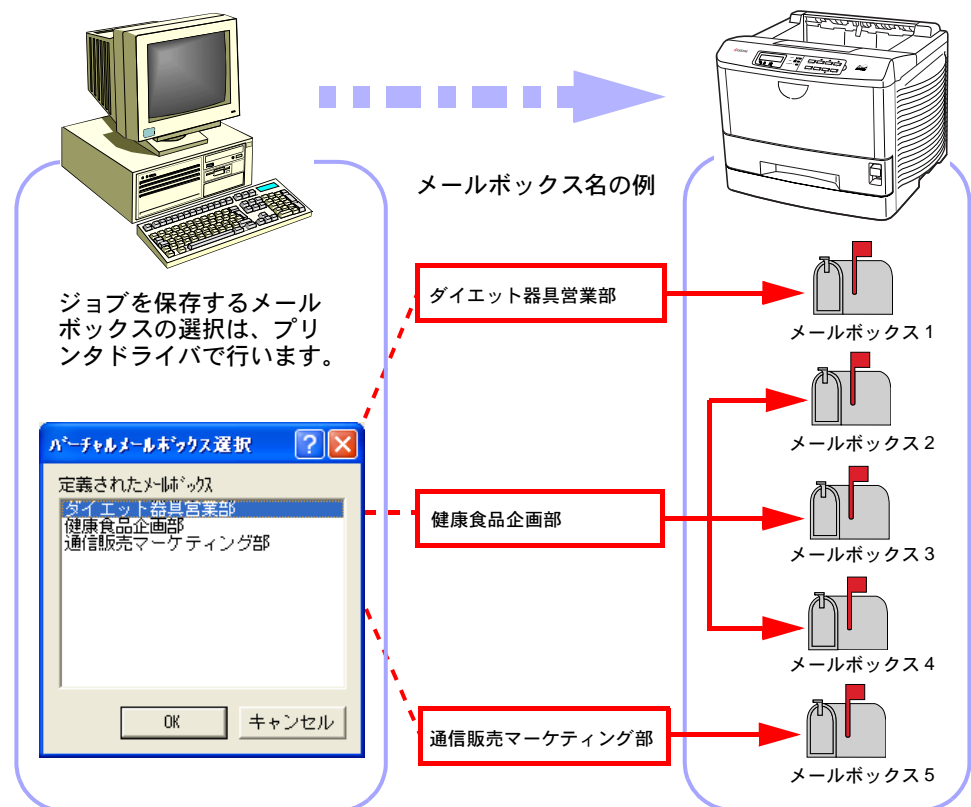 メールボックス名の例
ジョブを保存するメール
ボックスの選択は、プリ
ンタドライバで行います。
バーチャルメールボックス選択
定義されたメールボックス
ダイエット器具営業部
健康食品企画部
通信販売マーケティング部
OK
キャンセル
ダイエット器具営業部
健康食品企画部
通信販売マーケティング部
メールボックス 1
メールボックス 2
メールボックス 3
メールボックス 4
メールボックス 5